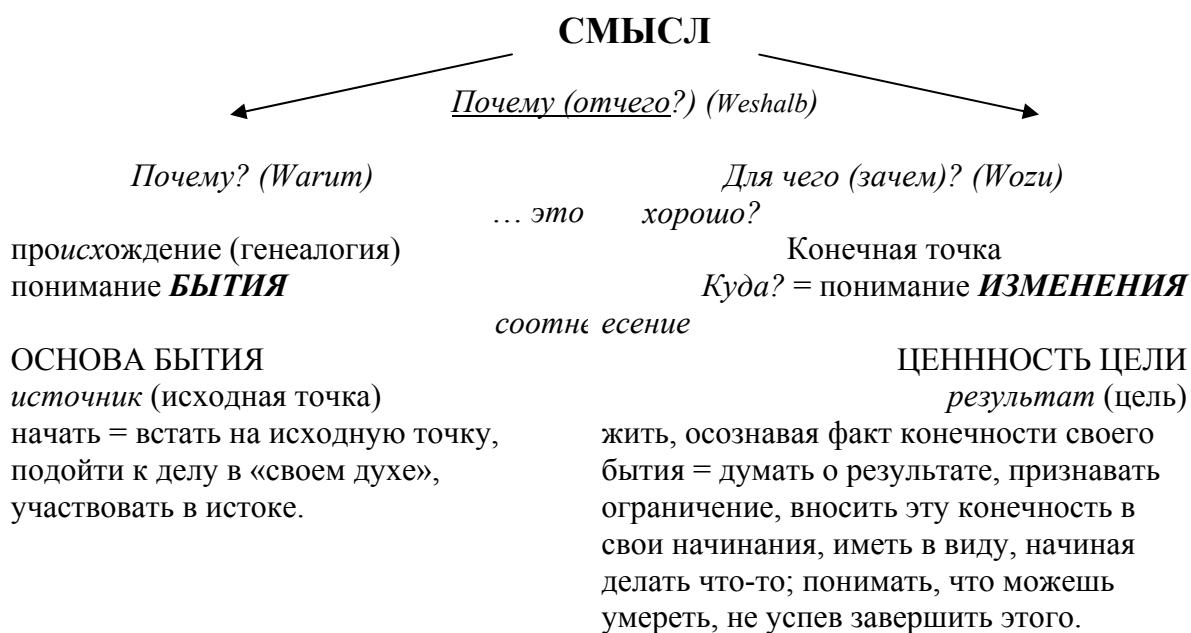 СМЫСЛ
Почему (отчего?) (Weshalb)
Почему? (Warum)
Для чего (зачем)? (Wozu)
… это хорошо?
происхождение (генеалогия)
понимание БЫТИЯ
Конечная точка
Куда? = понимание ИЗМЕНЕНИЯ
соотне есение
ОСНОВА БЫТИЯ
источник (исходная точка)
начать = встать на исходную точку,
подойти к делу в «своем духе»,
участвовать в истоке.
ЦЕНННОСТЬ ЦЕЛИ
результат (цель)
жить, осознавая факт конечности своего
бытия = думать о результате, признавать
ограничение, вносить эту конечность в
свои начинания, иметь в виду, начиная
делать что-то; понимать, что можешь
умереть, не успев завершить этого.